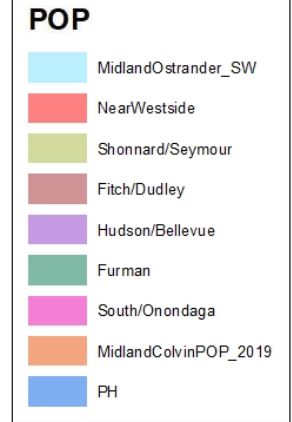 POP
MidlandOstrander_SW
NearWestside
Shonnard/Seymour
Fitch/Dudley
Hudson/Bellevue
Furman
South/Onondaga
MidlandColvinPOP_2019
PH